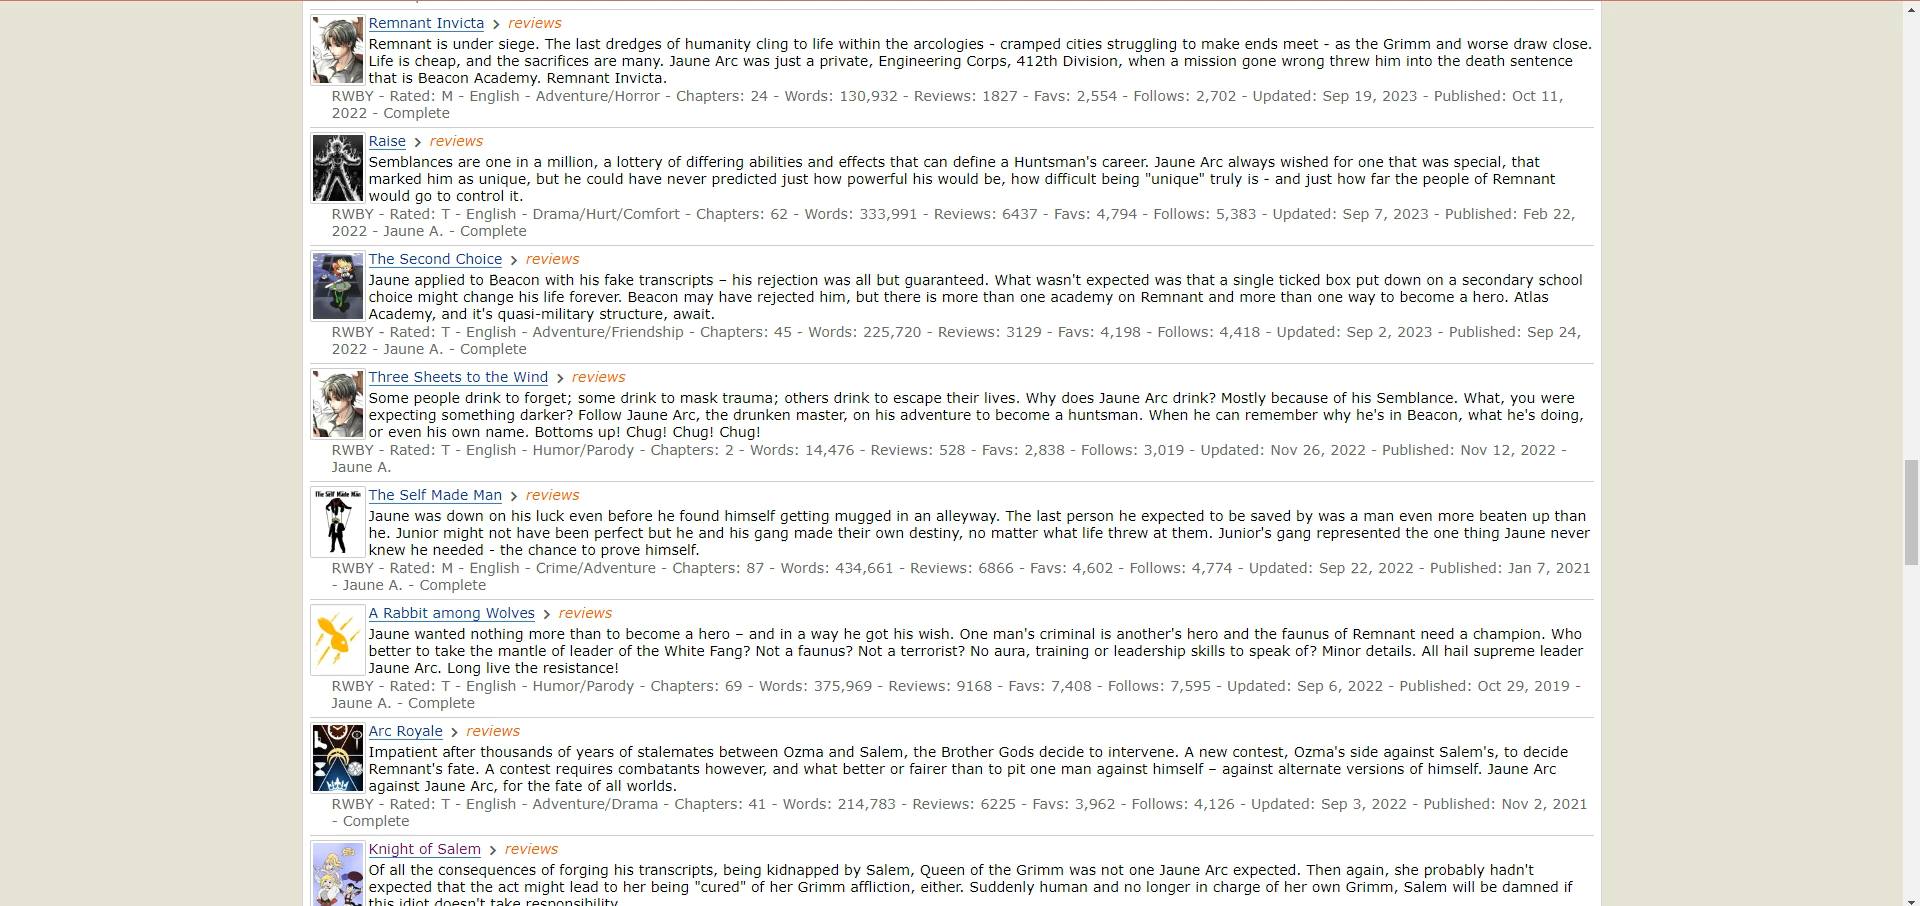 Remnant Invicta > reviews
Remnant is under siege. The last dredges of humanity cling to life within the arcologies - cramped cities struggling to make ends meet - as the Grimm and worse draw close.
Life is cheap, and the sacrifices are many. Jaune Arc was just a private, Engineering Corps, 412th Division, when a mission gone wrong threw him into the death sentence
that is Beacon Academy. Remnant Invicta.
RWBY - Rated: M - English - Adventure/Horror - Chapters: 24 - Words: 130,932 - Reviews: 1827 - Favs: 2,554 - Follows: 2,702 - Updated: Sep 19, 2023 - Published: Oct 11,
2022 - Complete
Raise > reviews
Semblances are one in a million, a lottery of differing abilities and effects that can define a Huntsman's career. Jaune Arc always wished for one that was special, that
marked him as unique, but he could have never predicted just how powerful his would be, how difficult being "unique" truly is - and just how far the people of Remnant
would go to control it.
RWBY - Rated: T - English - Drama/Hurt/Comfort - Chapters: 62 - Words: 333,991 - Reviews: 6437 - Favs: 4,794 - Follows: 5,383 - Updated: Sep 7, 2023 - Published: Feb 22,
2022 - Jaune A. - Complete
The Second Choice > reviews
Jaune applied to Beacon with his fake transcripts – his rejection was all but guaranteed. What wasn't expected was that a single ticked box put down on a secondary school
choice might change his life forever. Beacon may have rejected him, but there is more than one academy on Remnant and more than one way to become a hero. Atlas
Academy, and it's quasi-military structure, await.
RWBY - Rated: T - English - Adventure/Friendship - Chapters: 45 - Words: 225,720 - Reviews: 3129 - Favs: 4,198 - Follows: 4,418 - Updated: Sep 2, 2023 - Published: Sep 24,
2022 - Jaune A. - Complete
Three Sheets to the Wind > reviews
Some people drink to forget; some drink to mask trauma; others drink to escape their lives. Why does Jaune Arc drink? Mostly because of his Semblance. What, you were
expecting something darker? Follow Jaune Arc, the drunken master, on his adventure to become a huntsman. When he can remember why he's in Beacon, what he's doing,
or even his own name. Bottoms up! Chug! Chug! Chug!
RWBY - Rated: T - English - Humor/Parody - Chapters: 2 - Words: 14,476 - Reviews: 528 - Favs: 2,838 - Follows: 3,019 - Updated: Nov 26, 2022 - Published: Nov 12, 2022 -
Jaune A.
The Self Made Man
The Self Made Man > reviews
Jaune was down on his luck even before he found himself getting mugged in an alleyway. The last person he expected to be saved by was a man even more beaten up than
he. Junior might not have been perfect but he and his gang made their own destiny, no matter what life threw at them. Junior's gang represented the one thing Jaune never
knew he needed - the chance to prove himself.
RWBY - Rated: M - English - Crime/Adventure - Chapters: 87 - Words: 434,661 - Reviews: 6866 - Favs: 4,602 - Follows: 4,774 - Updated: Sep 22, 2022 - Published: Jan 7, 2021
- Jaune A. - Complete
A Rabbit among Wolves > reviews
Jaune wanted nothing more than to become a hero – and in a way he got his wish. One man's criminal is another's hero and the faunus of Remnant need a champion. Who
better to take the mantle of leader of the White Fang? Not a faunus? Not a terrorist? No aura, training or leadership skills to speak of? Minor details. All hail supreme leader
Jaune Arc. Long live the resistance!
RWBY - Rated: T - English - Humor/Parody - Chapters: 69 - Words: 375,969 - Reviews: 9168 - Favs: 7,408 - Follows: 7,595 - Updated: Sep 6, 2022 - Published: Oct 29, 2019 -
Jaune A. - Complete
Arc Royale > reviews
Impatient after thousands of years of stalemates between Ozma and Salem, the Brother Gods decide to intervene. A new contest, Ozma's side against Salem's, to decide
Remnant's fate. A contest requires combatants however, and what better or fairer than to pit one man against himself – against alternate versions of himself. Jaune Arc
against Jaune Arc, for the fate of all worlds.
RWBY - Rated: T - English - Adventure/Drama - Chapters: 41 - Words: 214,783 - Reviews: 6225 - Favs: 3,962 - Follows: 4,126 - Updated: Sep 3, 2022 - Published: Nov 2, 2021
- Complete
Knight of Salem > reviews
Of all the consequences of forging his transcripts, being kidnapped by Salem, Queen of the Grimm was not one Jaune Arc expected. Then again, she probably hadn't
expected that the act might lead to her being "cured" of her Grimm affliction, either. Suddenly human and no longer in charge of her own Grimm, Salem will be damned if
this idiot doesn't take responsibility.